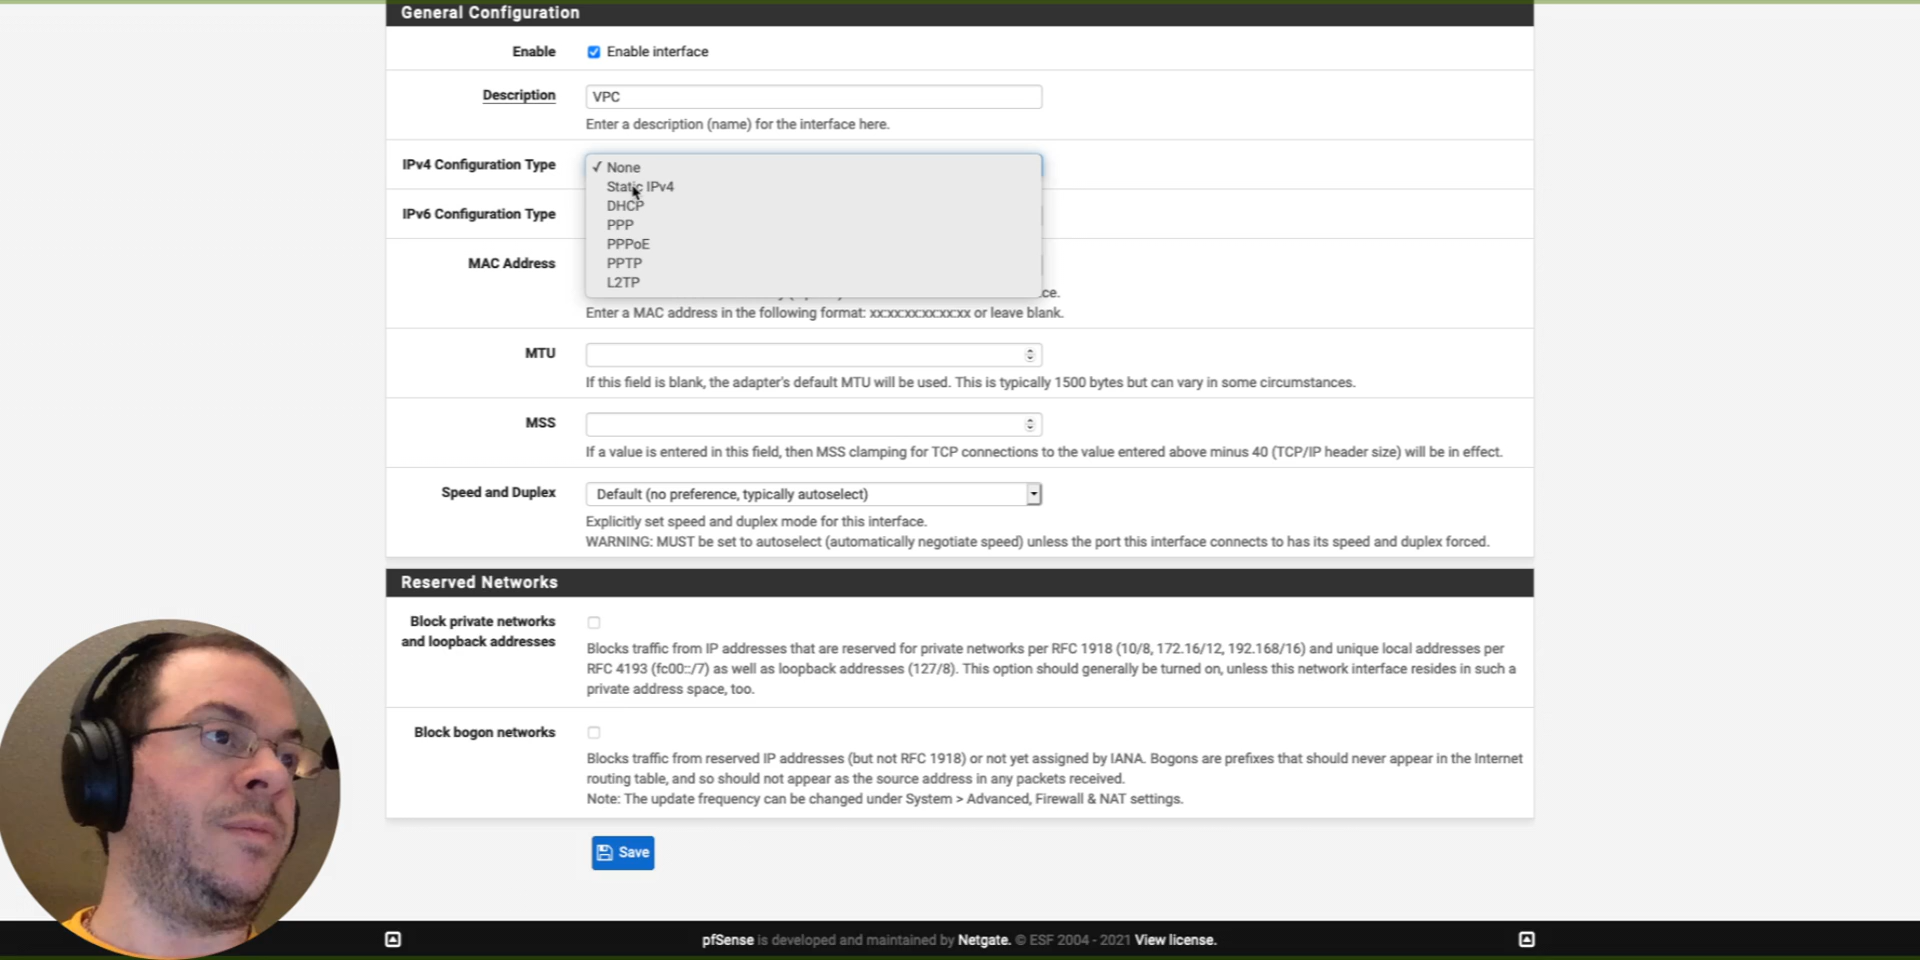 General Configuration
Enable
Enable interface
Description
VPC
Enter a description (name) for the interface here.
IPv4 Configuration Type
✓ None
Static IPv4
DHCP
PPP
PPPoE
PPTP
L2TP
IPv6 Configuration Type
MAC Address
ce.
Enter a MAC address in the following format: xx:xx:xx:xx:xx:xx or leave blank.
MTU
If this field is blank, the adapter's default MTU will be used. This is typically 1500 bytes but can vary in some circumstances.
MSS
If a value is entered in this field, then MSS clamping for TCP connections to the value entered above minus 40 (TCP/IP header size) will be in effect.
Speed and Duplex
Default (no preference, typically autoselect)
Explicitly set speed and duplex mode for this interface.
WARNING: MUST be set to autoselect (automatically negotiate speed) unless the port this interface connects to has its speed and duplex forced.
Reserved Networks
Block private networks
and loopback addresses
Blocks traffic from IP addresses that are reserved for private networks per RFC 1918 (10/8, 172.16/12, 192.168/16) and unique local addresses per
RFC 4193 (fc00::/7) as well as loopback addresses (127/8). This option should generally be turned on, unless this network interface resides in such a
private address space, too.
Block bogon networks
Blocks traffic from reserved IP addresses (but not RFC 1918) or not yet assigned by IANA. Bogons are prefixes that should never appear in the Internet
routing table, and so should not appear as the source address in any packets received.
Note: The update frequency can be changed under System > Advanced, Firewall & NAT settings.
Save
pfSense is developed and maintained by Netgate. © ESF 2004 - 2021 View license.